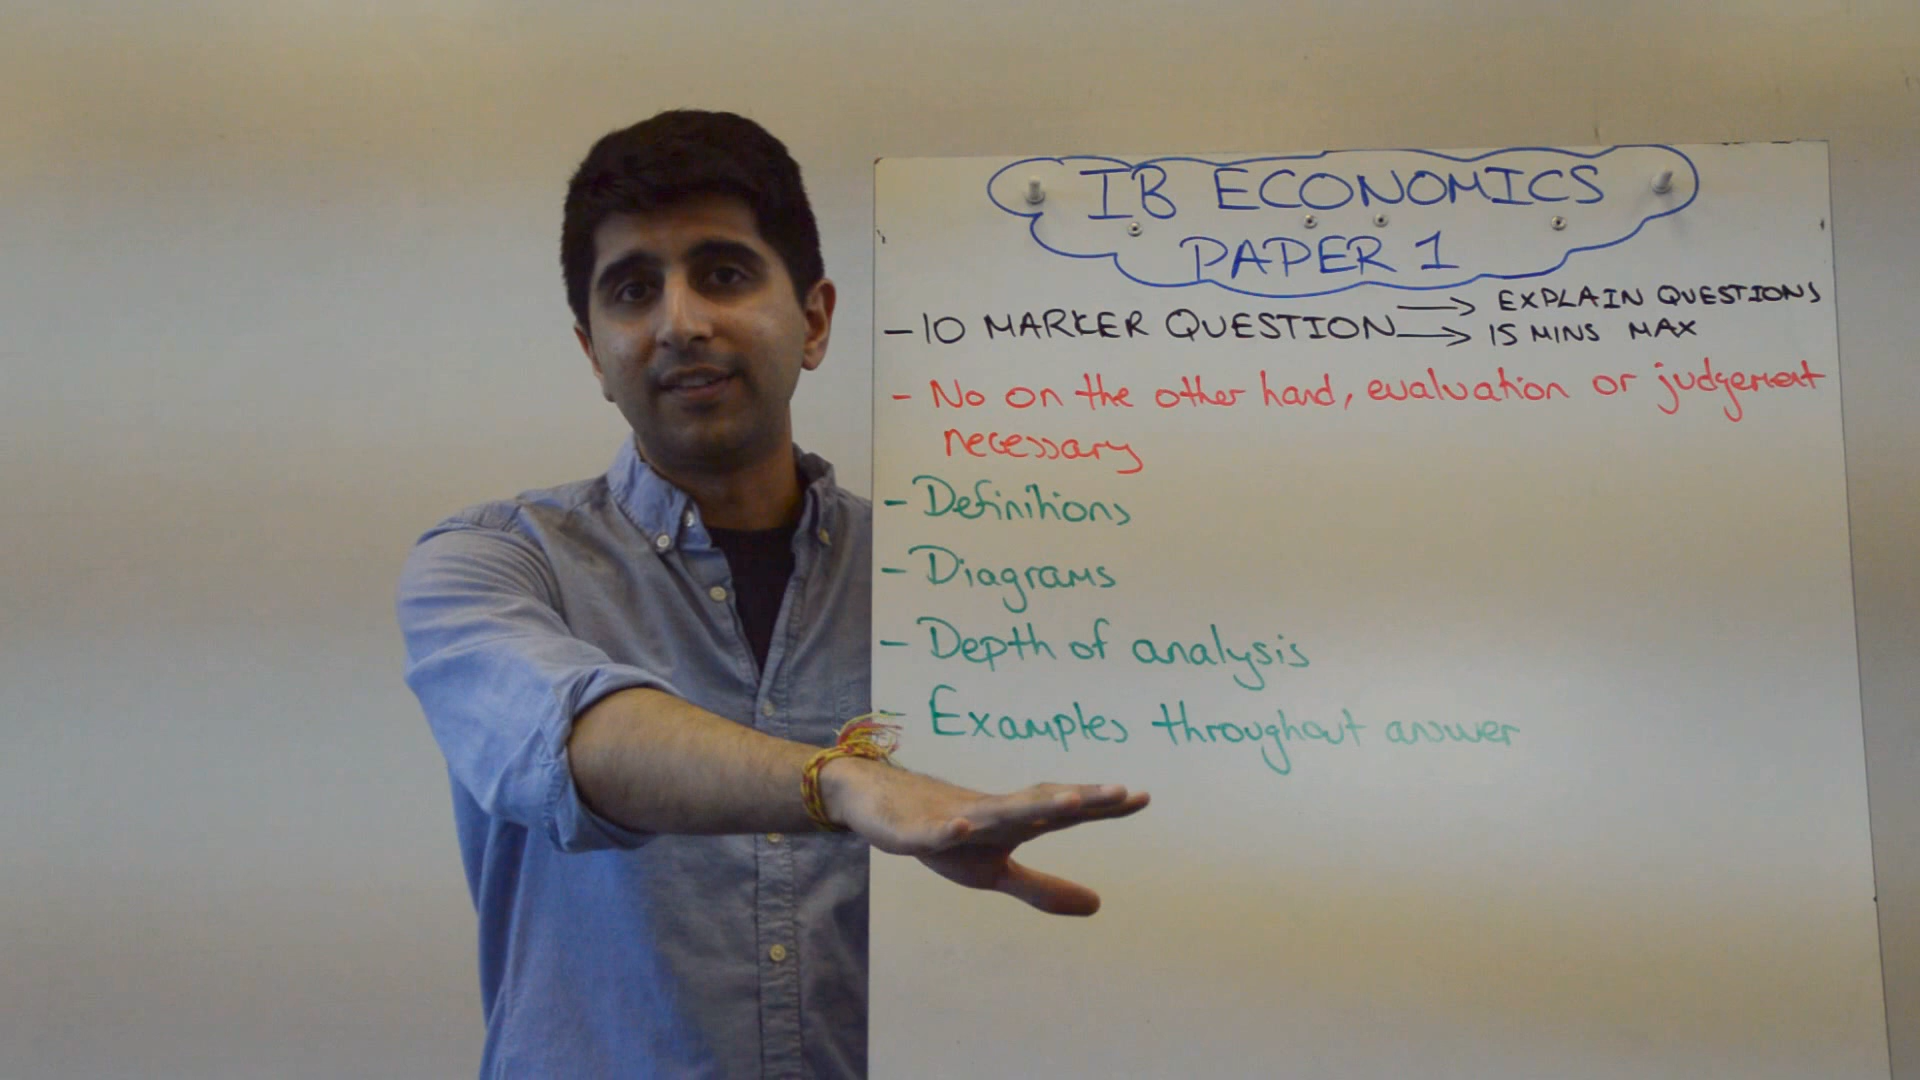 IB ECONOMICS
PAPER 1
- 10 MARKER QUESTION → EXPLAIN QUESTIONS
→ 15 MINS MAX
- No on the other hand, evaluation or judgement
necessary
- Definitions
- Diagrams
- Depth of analysis
- Examples throughout answer